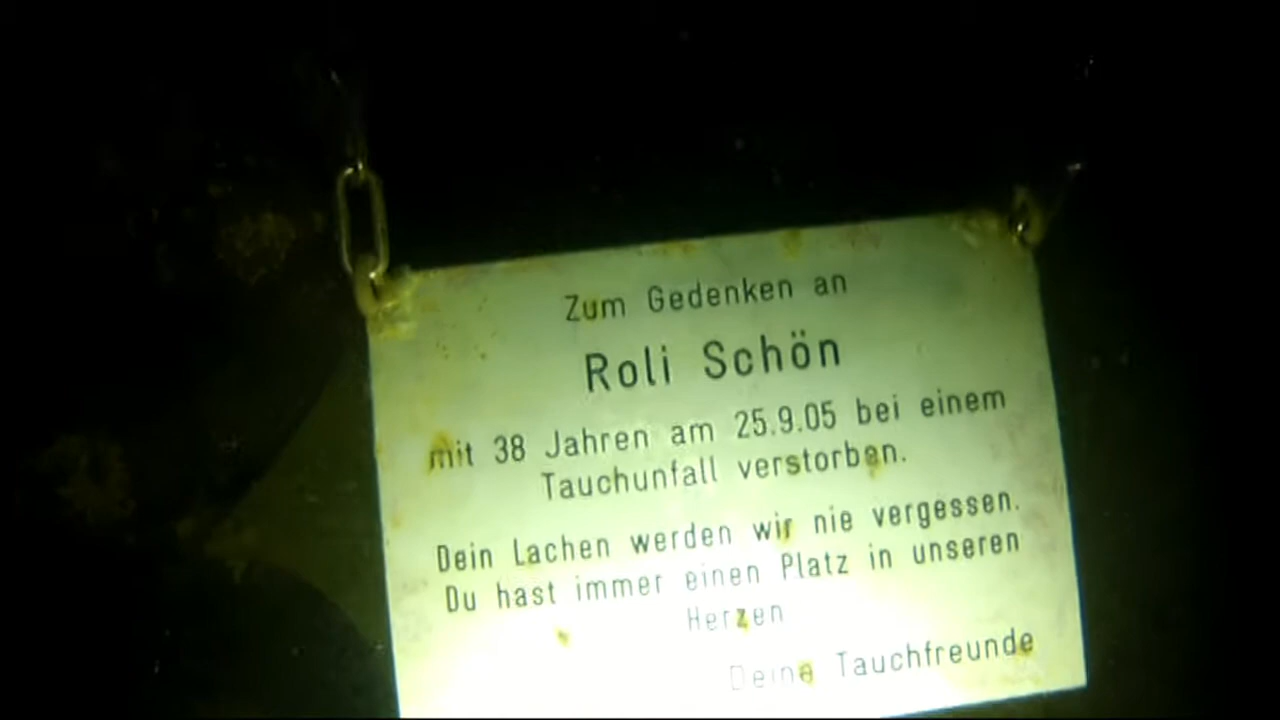 Zum Gedenken an
Roli Schön
mit 38 Jahren am 25.9.05 bei einem
Tauchunfall verstorben.
Dein Lachen werden wir nie vergessen.
Du hast immer einen Platz in unseren
Herzen
Deine Tauchfreunde